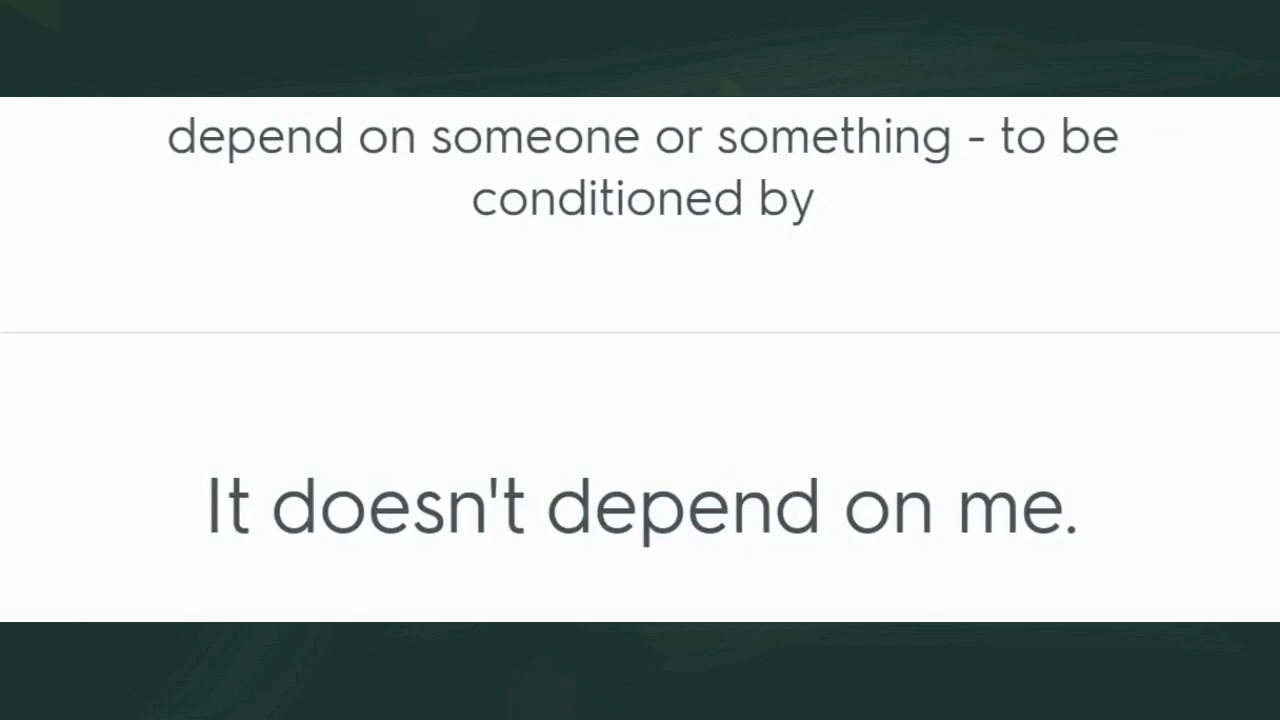 depend on someone or something - to be
conditioned by
It doesn't depend on me.